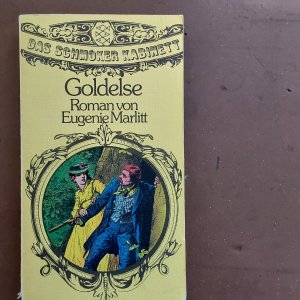 DAS SCHMÖKER KABINETT
Goldelse
Roman von
Eugenie Marlitt